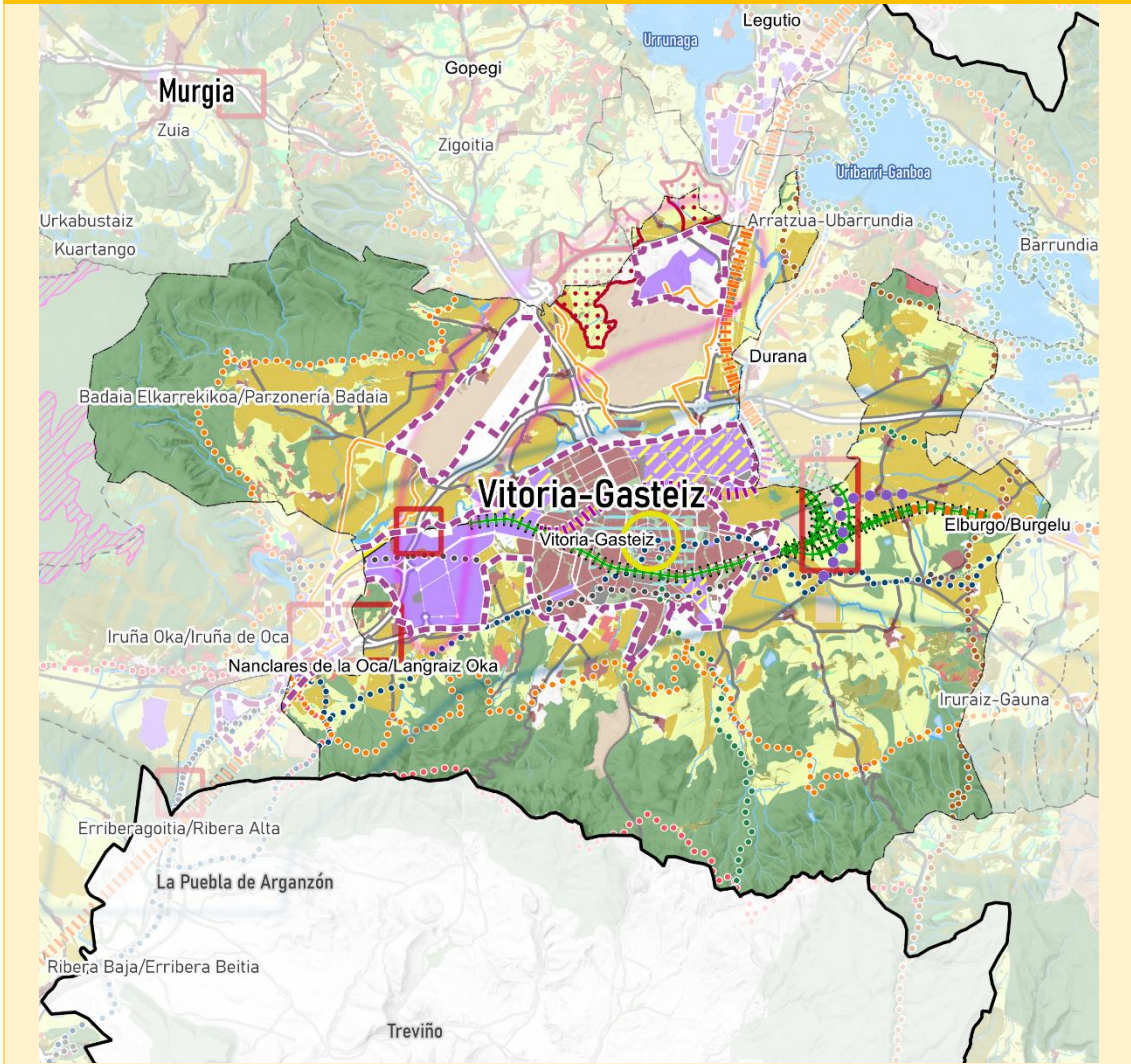 Legutio
Urrunaga
Gopegi
Murgia
Zuia
Zigoitia
Uribarri-Ganboa
Urkabustaiz
Arratzua-Ubarrundia
Kuartango
Barrundia
Durana
Badaia Elkarrekikoa/Parzonería Badaia
Vitoria-Gasteiz
Elburgo/Burgelu
Vitoria-Gasteiz
Iruña Oka/Iruña de Oca
Nanclares de la Oca/Langraiz Oka
Iruraiz-Gauna
Erriberagoitia/Ribera Alta
La Puebla de Arganzón
Ribera Baja/Erribera Beitia
Treviño